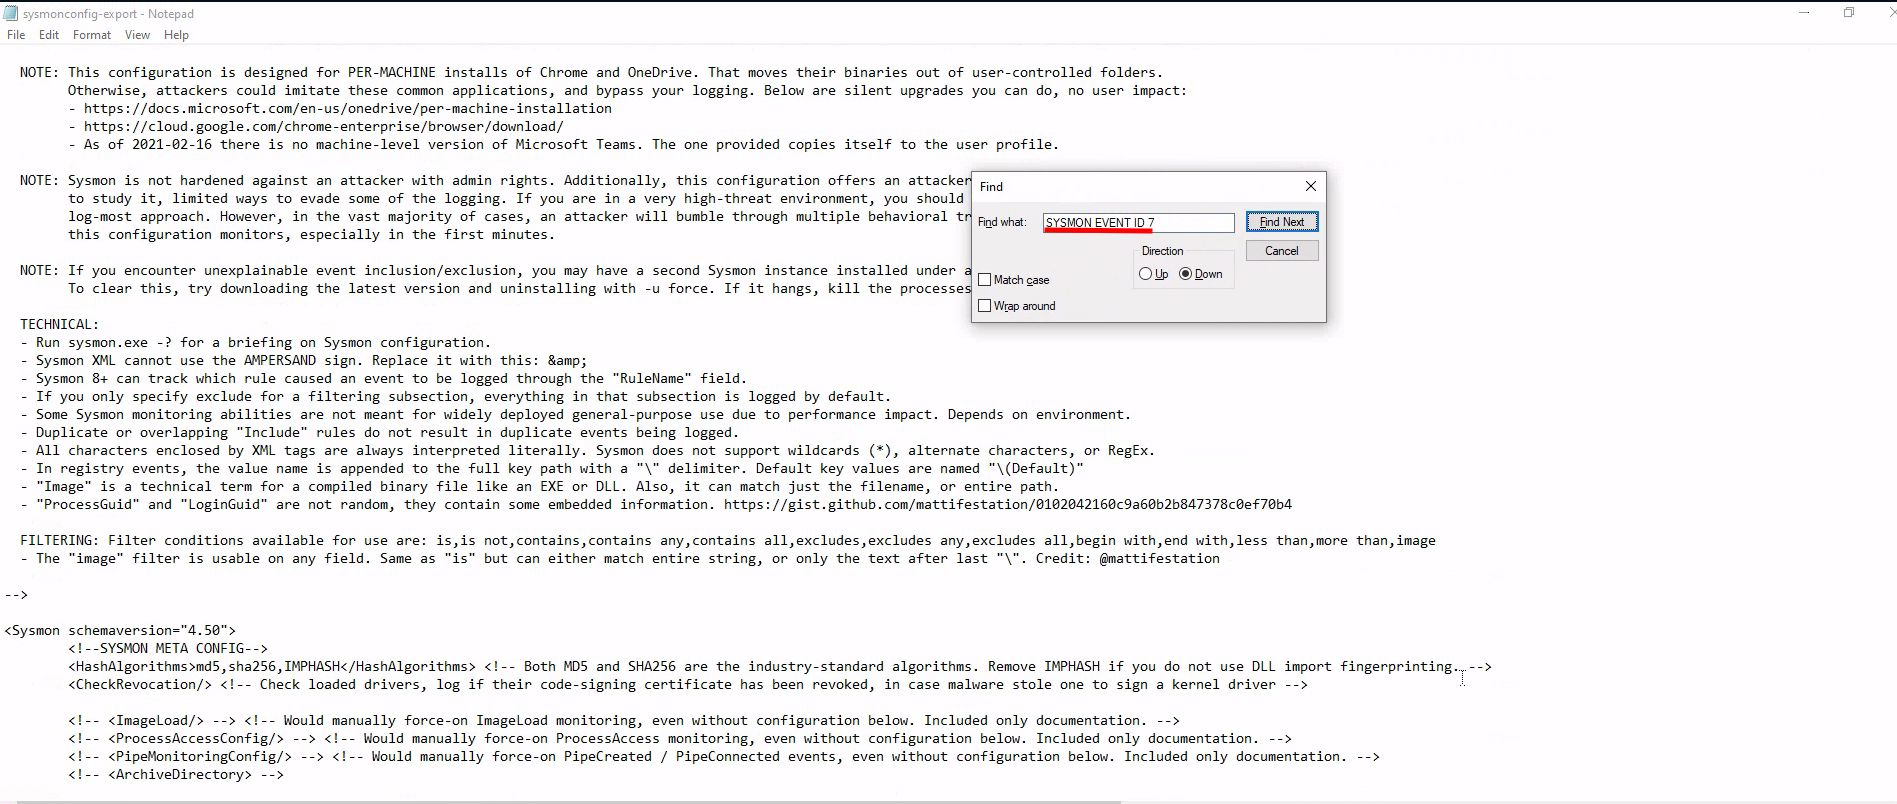 sysmonconfig-export - Notepad
File Edit Format View Help
NOTE: This configuration is designed for PER-MACHINE installs of Chrome and OneDrive. That moves their binaries out of user-controlled folders.
Otherwise, attackers could imitate these common applications, and bypass your logging. Below are silent upgrades you can do, no user impact:
- https://docs.microsoft.com/en-us/onedrive/per-machine-installation
- https://cloud.google.com/chrome-enterprise/browser/download/
- As of 2021-02-16 there is no machine-level version of Microsoft Teams. The one provided copies itself to the user profile.
NOTE: Sysmon is not hardened against an attacker with admin rights. Additionally, this configuration offers an attacker
to study it, limited ways to evade some of the logging. If you are in a very high-threat environment, you should
log-most approach. However, in the vast majority of cases, an attacker will bumble through multiple behavioral tr
this configuration monitors, especially in the first minutes.
NOTE: If you encounter unexplainable event inclusion/exclusion, you may have a second Sysmon instance installed under a
To clear this, try downloading the latest version and uninstalling with -u force. If it hangs, kill the processes
Find
Find what: SYSMON EVENT ID 7 Find Next
Direction Cancel
Up Down
Match case
Wrap around
TECHNICAL:
- Run sysmon.exe -? for a briefing on Sysmon configuration.
- Sysmon XML cannot use the AMPERSAND sign. Replace it with this: &amp;
- Sysmon 8+ can track which rule caused an event to be logged through the "RuleName" field.
- If you only specify exclude for a filtering subsection, everything in that subsection is logged by default.
- Some Sysmon monitoring abilities are not meant for widely deployed general-purpose use due to performance impact. Depends on environment.
- Duplicate or overlapping "Include" rules do not result in duplicate events being logged.
- All characters enclosed by XML tags are always interpreted literally. Sysmon does not support wildcards (*), alternate characters, or RegEx.
- In registry events, the value name is appended to the full key path with a "\" delimiter. Default key values are named "\(Default)"
- "Image" is a technical term for a compiled binary file like an EXE or DLL. Also, it can match just the filename, or entire path.
- "ProcessGuid" and "LoginGuid" are not random, they contain some embedded information. https://gist.github.com/mattifestation/0102042160c9a60b2b847378c0ef70b4
FILTERING: Filter conditions available for use are: is,is not,contains,contains any,contains all,excludes,excludes any,excludes all,begin with,end with,less than,more than,image
- The "image" filter is usable on any field. Same as "is" but can either match entire string, or only the text after last "\". Credit: @mattifestation
-->
<Sysmon schemaversion="4.50">
<!--SYSMON META CONFIG-->
<HashAlgorithms>md5,sha256,IMPHASH</HashAlgorithms> <!-- Both MD5 and SHA256 are the industry-standard algorithms. Remove IMPHASH if you do not use DLL import fingerprinting. -->
<CheckRevocation/> <!-- Check loaded drivers, log if their code-signing certificate has been revoked, in case malware stole one to sign a kernel driver -->
<!-- <ImageLoad/> --> <!-- Would manually force-on ImageLoad monitoring, even without configuration below. Included only documentation. -->
<!-- <ProcessAccessConfig/> --> <!-- Would manually force-on ProcessAccess monitoring, even without configuration below. Included only documentation. -->
<!-- <PipeMonitoringConfig/> --> <!-- Would manually force-on PipeCreated / PipeConnected events, even without configuration below. Included only documentation. -->
<!-- <ArchiveDirectory> -->